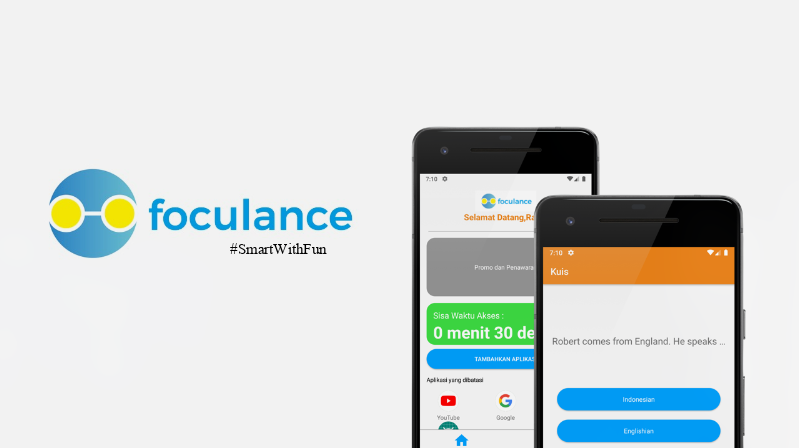 foculance
#SmartWithFun
7:10
foculance
Selamat Datang,Ra
Promo dan Penawara
Sisa Waktu Akses :
0 menit 30 de
TAMBAHKAN APLIKAS
Aplikasi yang dibatasi
YouTube
Google
7:10
Kuis
Robert comes from England. He speaks ...
Indonesian
Englishian